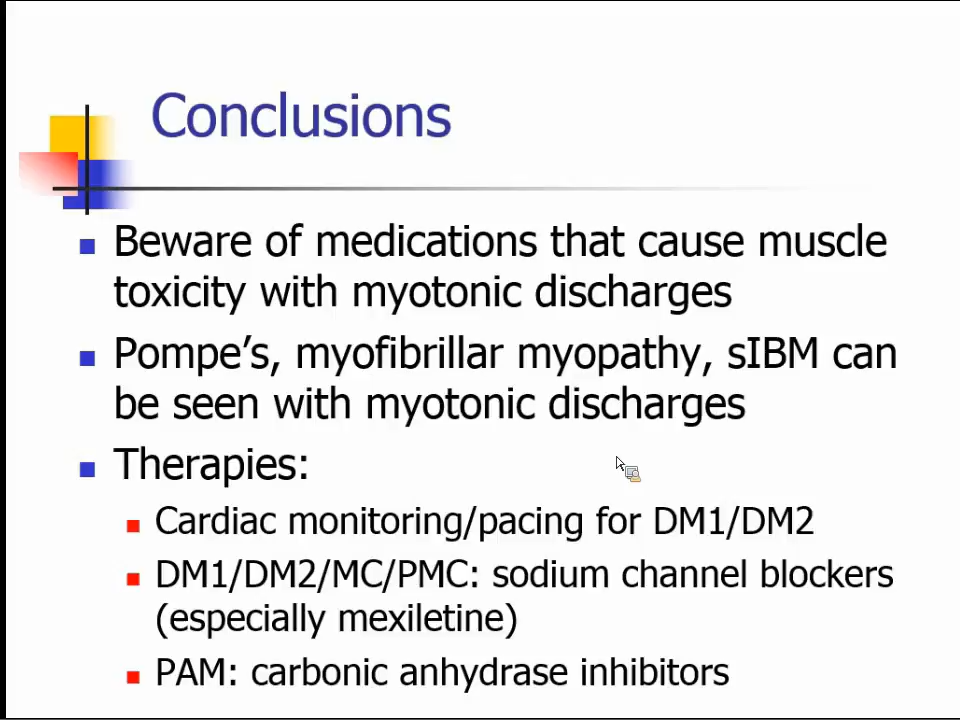 Conclusions
Beware of medications that cause muscle
toxicity with myotonic discharges
Pompe’s, myofibrillar myopathy, sIBM can
be seen with myotonic discharges
Therapies:
Cardiac monitoring/pacing for DM1/DM2
DM1/DM2/MC/PMC: sodium channel blockers
(especially mexiletine)
PAM: carbonic anhydrase inhibitors